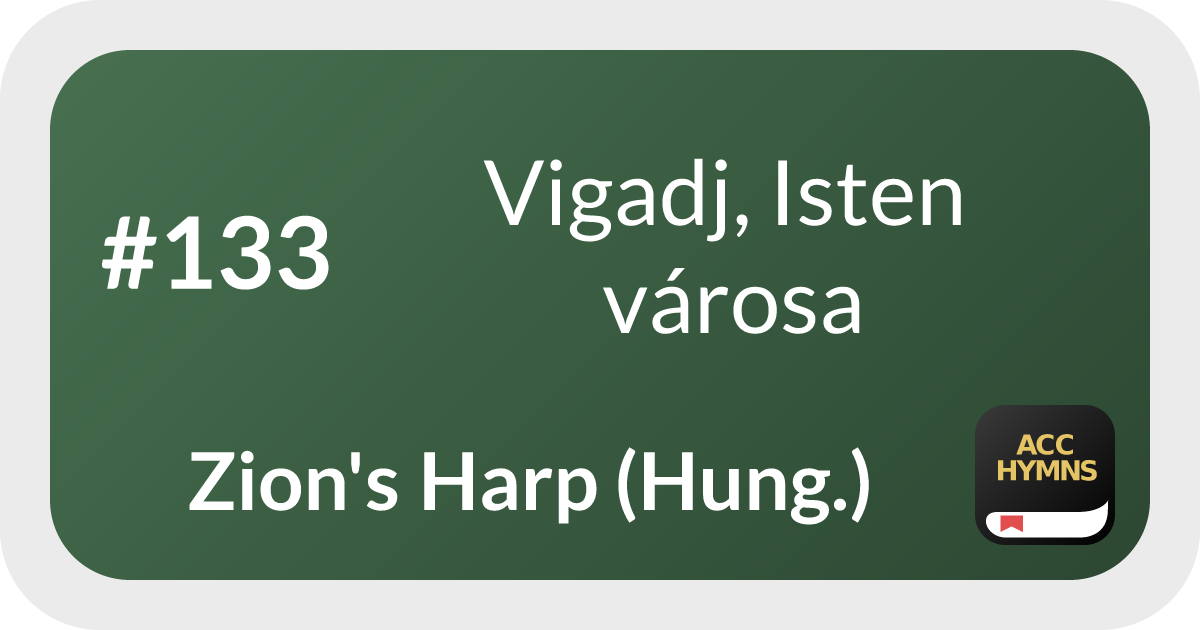 #133
Vigadj, Isten
városa
Zion's Harp (Hung.)
ACC
HYMNS